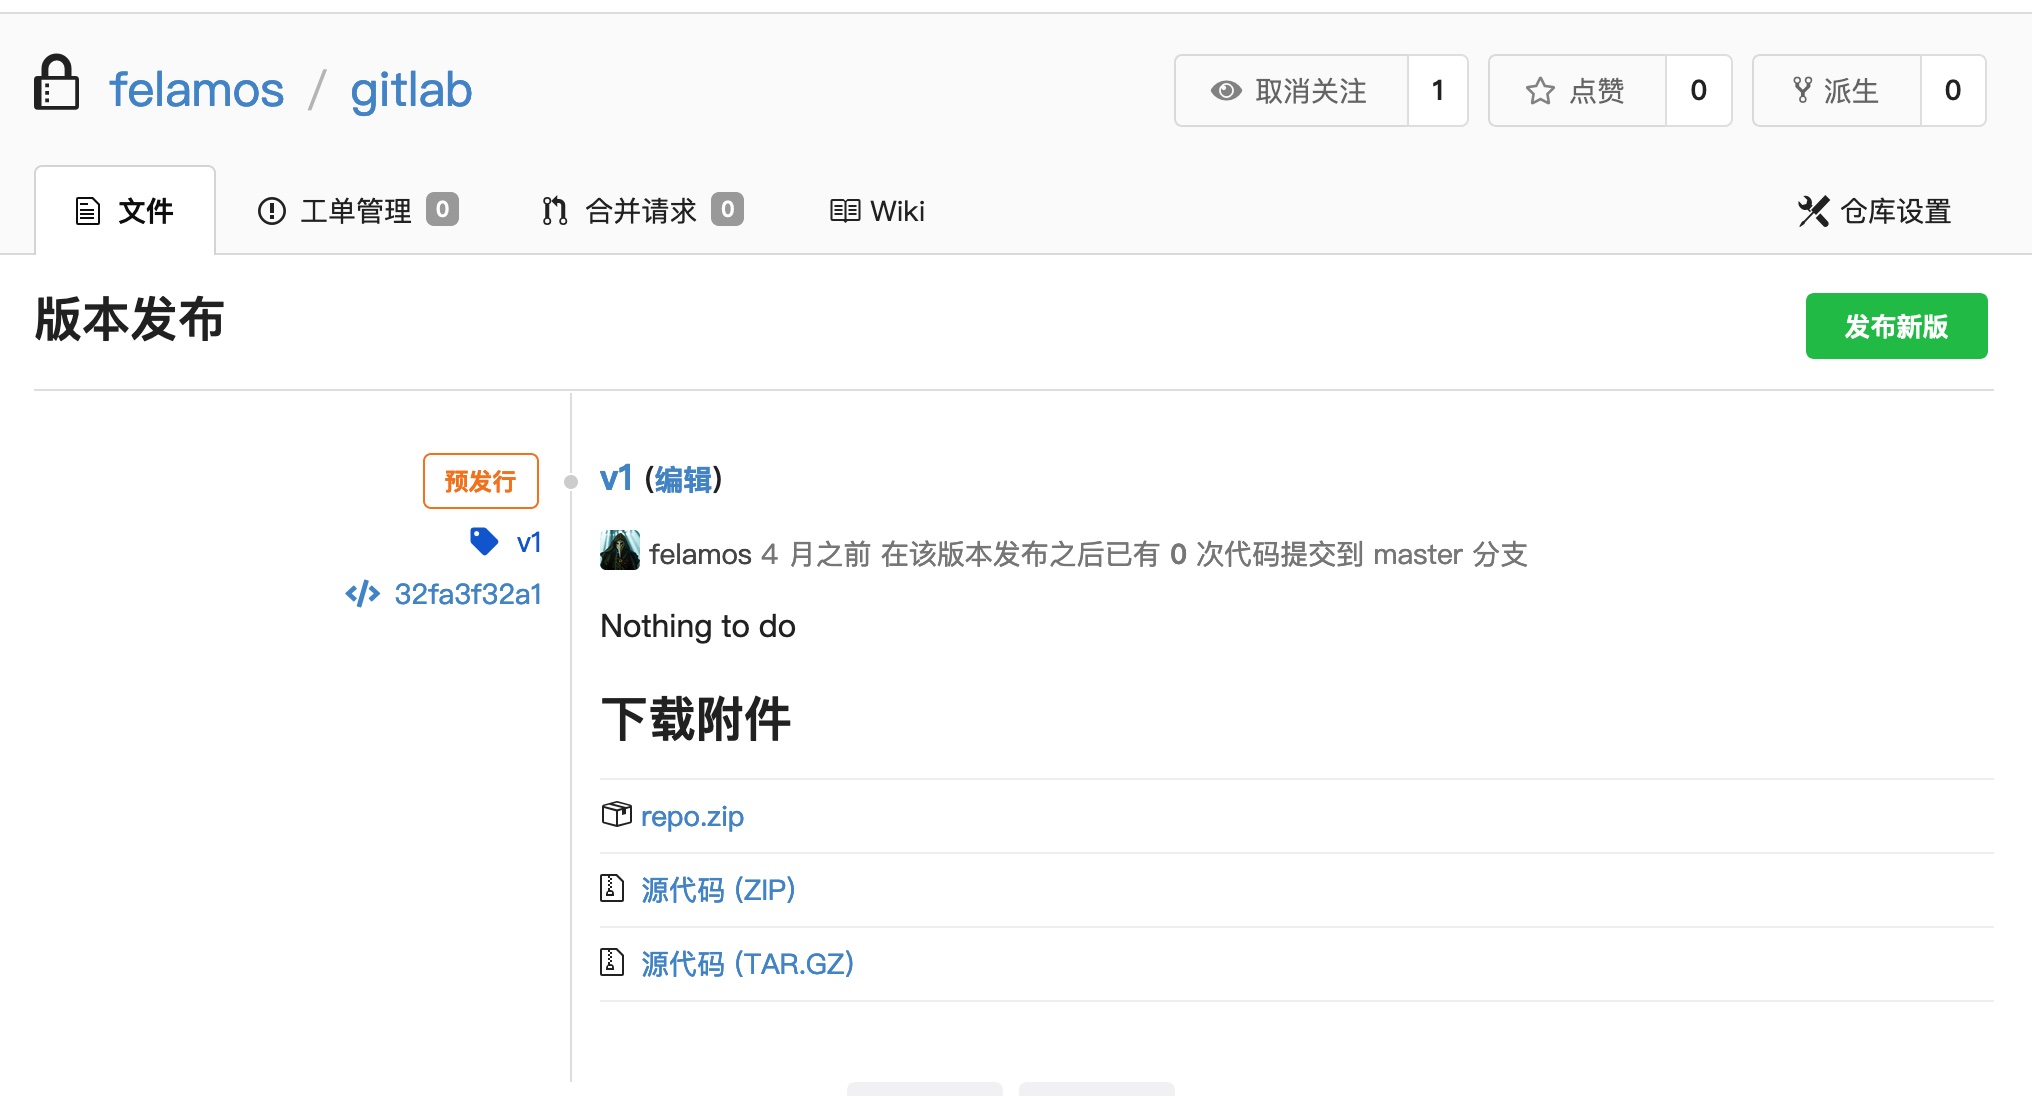 felamos / gitlab
取消关注 1
点赞 0
派生 0
文件
工单管理 0
合并请求 0
Wiki
仓库设置
版本发布
发布新版
预发行
v1
32fa3f32a1
v1 (编辑)
felamos 4 月之前 在该版本发布之后已有 0 次代码提交到 master 分支
Nothing to do
下载附件
repo.zip
源代码 (ZIP)
源代码 (TAR.GZ)